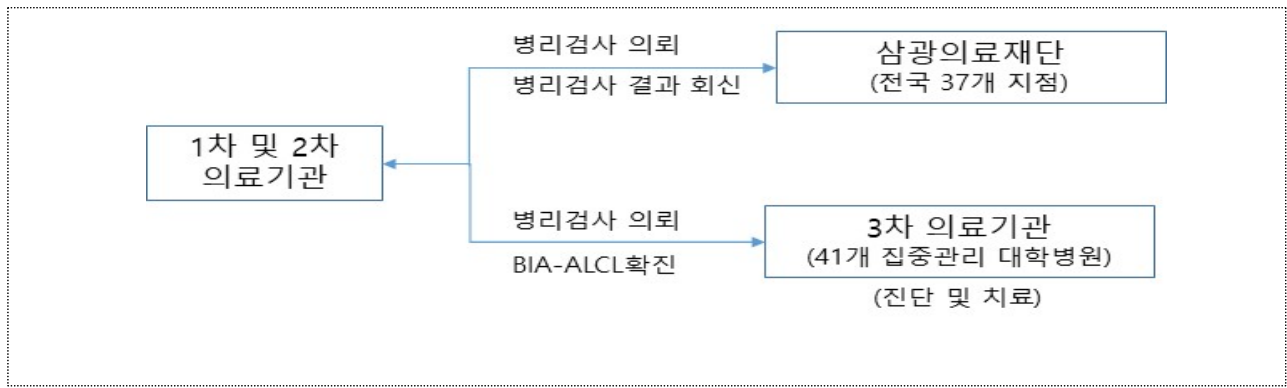 병리검사 의뢰
병리검사 결과 회신
삼광의료재단
(전국 37개 지점)
1차 및 2차
의료기관
병리검사 의뢰
BIA-ALCL확진
3차 의료기관
(41개 집중관리 대학병원)
(진단 및 치료)